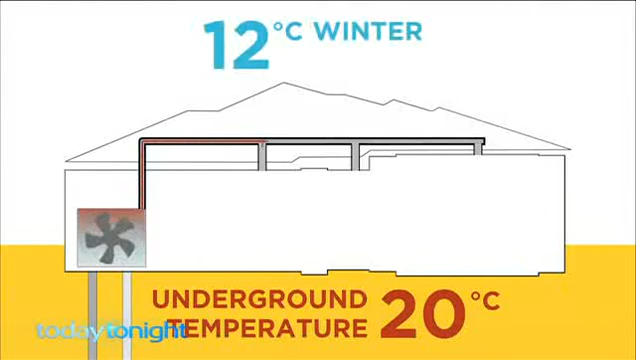 12°C WINTER
UNDERGROUND
TEMPERATURE
20°C
todaytonight